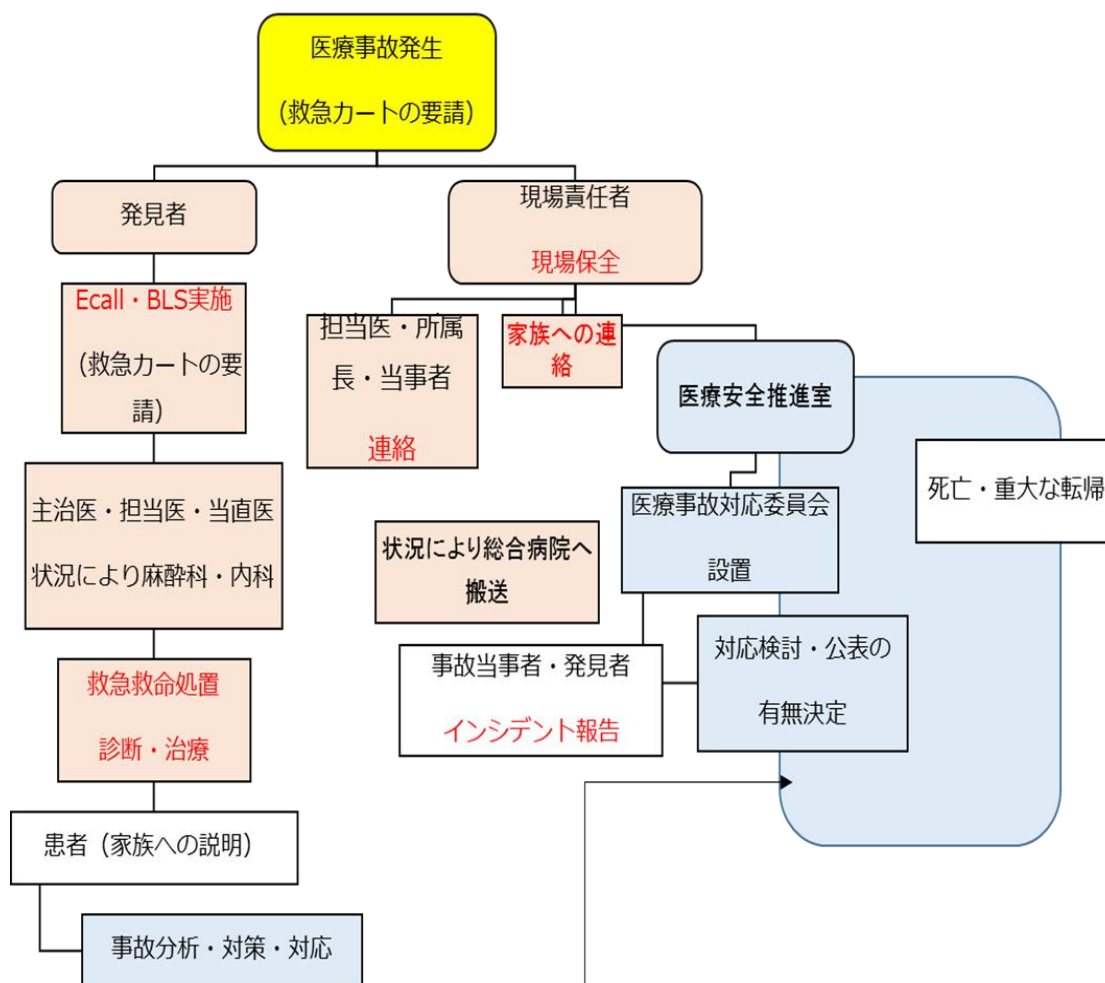 医療事故発生
(救急カートの要請)
発見者
現場責任者
現場保全
Ecall・BLS実施
(救急カートの要
請)
担当医・所属
長・当事者
連絡
家族への連
絡
医療安全推進室
死亡・重大な転帰
主治医・担当医・当直医
状況により麻酔科・内科
状況により総合病院へ
搬送
医療事故対応委員会
設置
救急救命処置
診断・治療
事故当事者・発見者
インシデント報告
対応検討・公表の
有無決定
患者（家族への説明）
事故分析・対策・対応